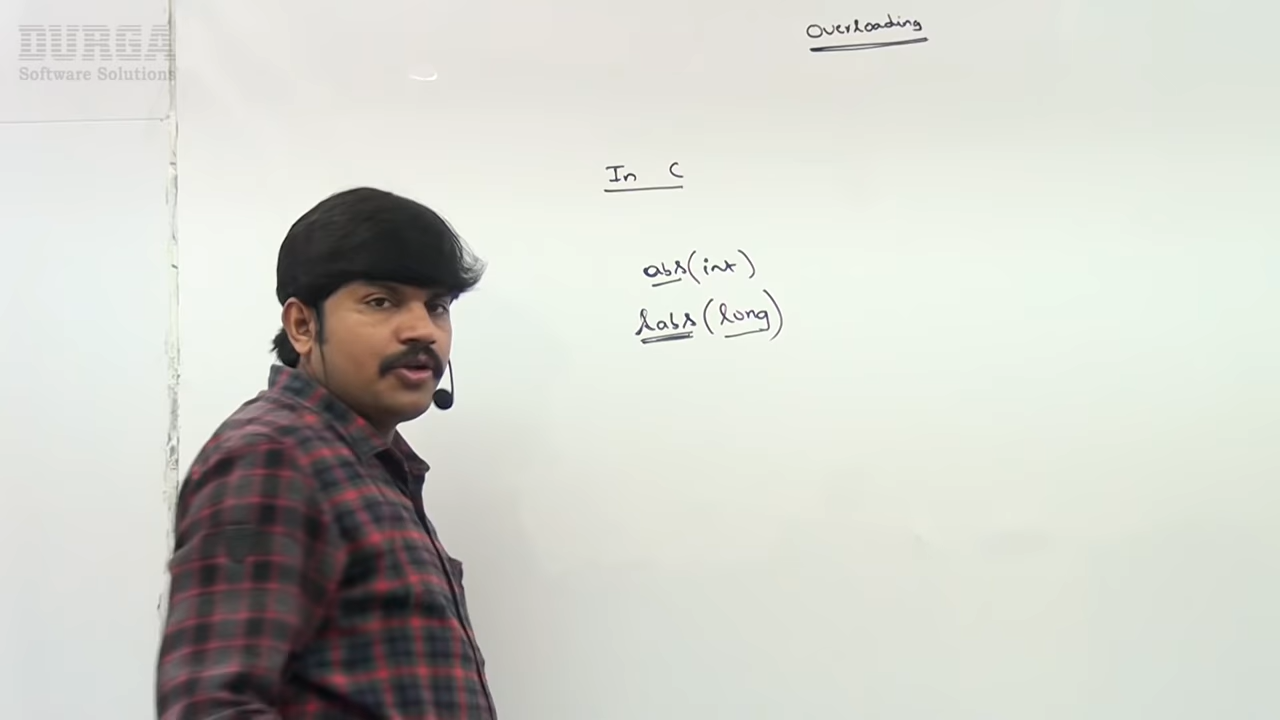 DURGA
Software Solutions
Overloading
In C
abs(int)
labs(long)